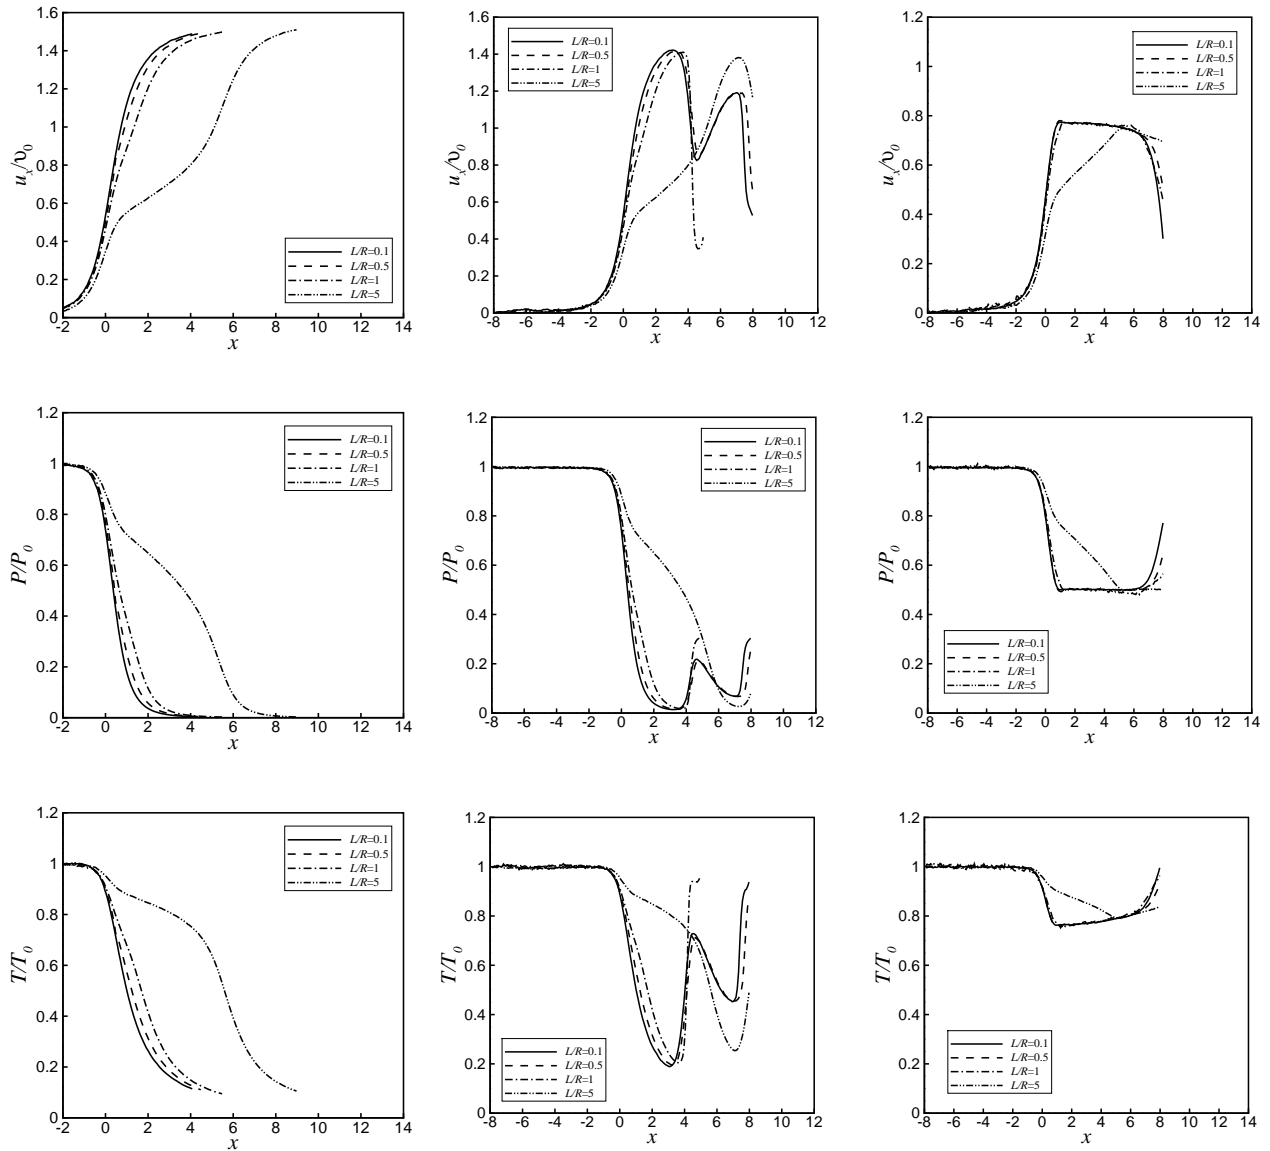 1.6
1.4
1.2
1
0.8
0.6
0.4
0.2
0
u_x/υ_0
-2 0 2 4 6 8 10 12 14
x
L/R=0.1
L/R=0.5
L/R=1
L/R=5
1.6
1.4
1.2
1
0.8
0.6
0.4
0.2
0
u_x/υ_0
-8 -6 -4 -2 0 2 4 6 8 10 12
x
L/R=0.1
L/R=0.5
L/R=1
L/R=5
1.2
1
0.8
0.6
0.4
0.2
0
u_x/υ_0
-8 -6 -4 -2 0 2 4 6 8 10 12 14
x
L/R=0.1
L/R=0.5
L/R=1
L/R=5
1.2
1
0.8
0.6
0.4
0.2
0
P/P_0
-2 0 2 4 6 8 10 12 14
x
L/R=0.1
L/R=0.5
L/R=1
L/R=5
1.2
1
0.8
0.6
0.4
0.2
0
P/P_0
-8 -6 -4 -2 0 2 4 6 8 10 12
x
L/R=0.1
L/R=0.5
L/R=1
L/R=5
1.2
1
0.8
0.6
0.4
0.2
0
P/P_0
-8 -6 -4 -2 0 2 4 6 8 10 12 14
x
L/R=0.1
L/R=0.5
L/R=1
L/R=5
1.2
1
0.8
0.6
0.4
0.2
0
T/T_0
-2 0 2 4 6 8 10 12 14
x
L/R=0.1
L/R=0.5
L/R=1
L/R=5
1.2
1
0.8
0.6
0.4
0.2
0
T/T_0
-8 -6 -4 -2 0 2 4 6 8 10 12
x
L/R=0.1
L/R=0.5
L/R=1
L/R=5
1.2
1
0.8
0.6
0.4
0.2
0
T/T_0
-8 -6 -4 -2 0 2 4 6 8 10 12 14
x
L/R=0.1
L/R=0.5
L/R=1
L/R=5